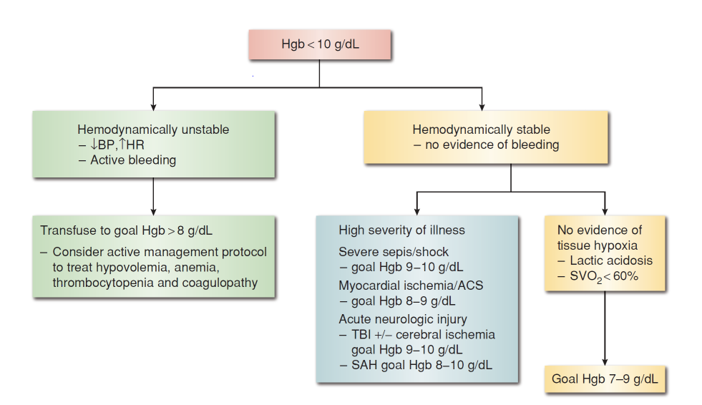 Hgb < 10 g/dL
Hemodynamically unstable
– ↓BP,↑HR
– Active bleeding
Hemodynamically stable
– no evidence of bleeding
Transfuse to goal Hgb > 8 g/dL
– Consider active management protocol
to treat hypovolemia, anemia,
thrombocytopenia and coagulopathy
High severity of illness
Severe sepis/shock
– goal Hgb 9–10 g/dL
Myocardial ischemia/ACS
– goal Hgb 8–9 g/dL
Acute neurologic injury
– TBI +/– cerebral ischemia
goal Hgb 9–10 g/dL
– SAH goal Hgb 8–10 g/dL
No evidence of
tissue hypoxia
– Lactic acidosis
– SVO₂ < 60%
Goal Hgb 7–9 g/dL